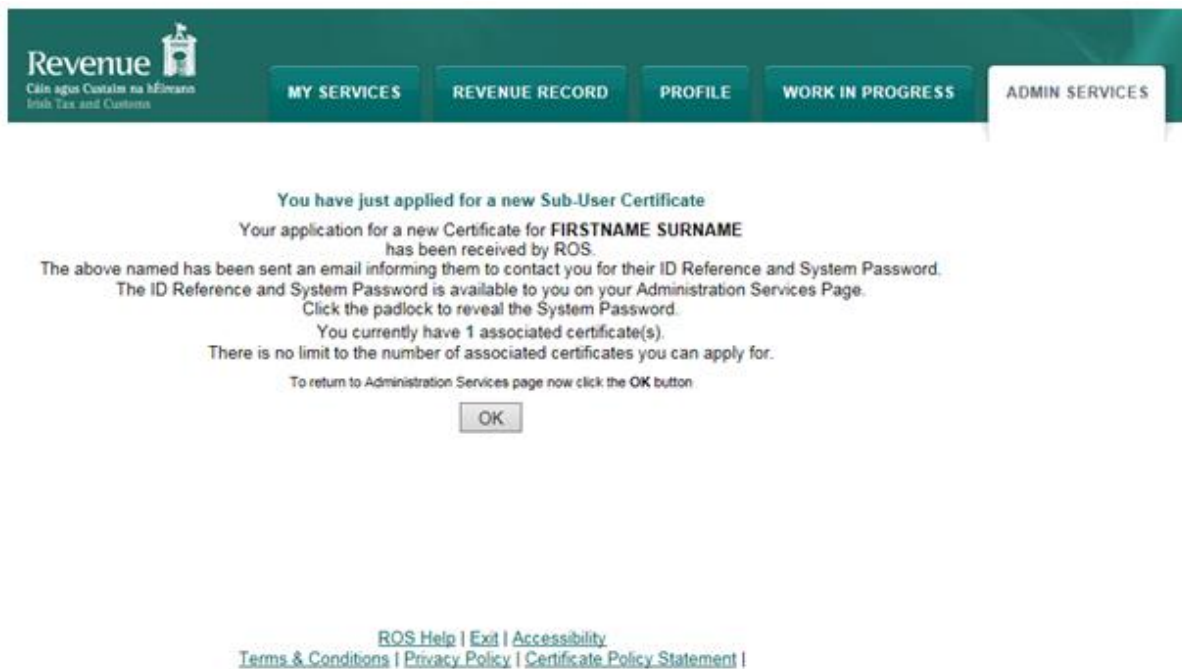 Revenue
Cáin agus Custaim na hÉireann
Irish Tax and Customs
MY SERVICES
REVENUE RECORD
PROFILE
WORK IN PROGRESS
ADMIN SERVICES
You have just applied for a new Sub-User Certificate
Your application for a new Certificate for FIRSTNAME SURNAME
has been received by ROS.
The above named has been sent an email informing them to contact you for their ID Reference and System Password.
The ID Reference and System Password is available to you on your Administration Services Page.
Click the padlock to reveal the System Password.
You currently have 1 associated certificate(s).
There is no limit to the number of associated certificates you can apply for.
To return to Administration Services page now click the OK button
OK
ROS Help | Exit | Accessibility
Terms & Conditions | Privacy Policy | Certificate Policy Statement |